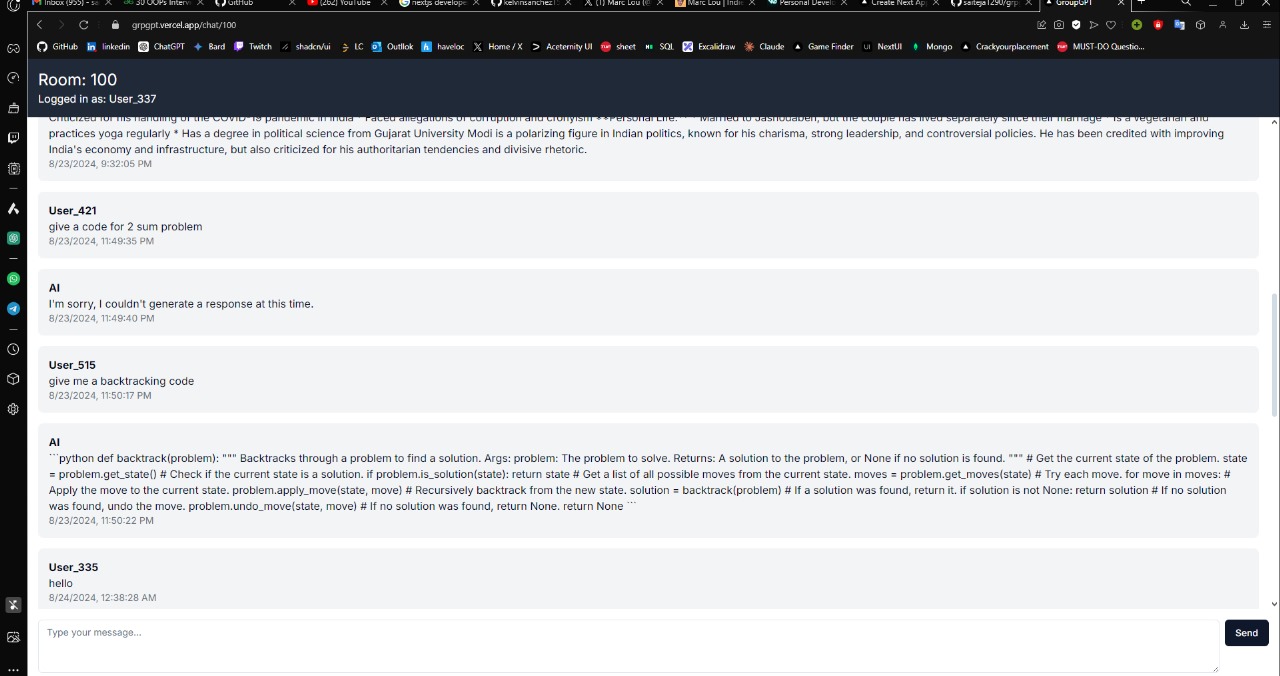 Inbox (955)
30 OOPs Interv
GitHub
(262) YouTube
nextjs develope
kelvinsanchez
(1) Marc Lou (@
Marc Lou | Indi
Personal Develo
Create Next Ap
saiteja1290/grp
GroupGPT
grpgpt.vercel.app/chat/100
GitHub linkedin ChatGPT Bard Twitch shadcn/ui LC Outllok haveloc Home / X Aceternity UI sheet SQL Excalidraw Claude Game Finder NextUI Mongo Crackyourplacement MUST-DO Questio...
Room: 100
Logged in as: User_337
Criticized for his handling of the COVID-19 pandemic in India * Faced allegations of corruption and cronyism **Personal Life:** * Married to Jashodaben, but the couple has lived separately since their marriage * Is a vegetarian and
practices yoga regularly * Has a degree in political science from Gujarat University Modi is a polarizing figure in Indian politics, known for his charisma, strong leadership, and controversial policies. He has been credited with improving
India's economy and infrastructure, but also criticized for his authoritarian tendencies and divisive rhetoric.
8/23/2024, 9:32:05 PM
User_421
give a code for 2 sum problem
8/23/2024, 11:49:35 PM
AI
I'm sorry, I couldn't generate a response at this time.
8/23/2024, 11:49:40 PM
User_515
give me a backtracking code
8/23/2024, 11:50:17 PM
AI
```python def backtrack(problem): """ Backtracks through a problem to find a solution. Args: problem: The problem to solve. Returns: A solution to the problem, or None if no solution is found. """ # Get the current state of the problem. state
= problem.get_state() # Check if the current state is a solution. if problem.is_solution(state): return state # Get a list of all possible moves from the current state. moves = problem.get_moves(state) # Try each move. for move in moves: #
Apply the move to the current state. problem.apply_move(state, move) # Recursively backtrack from the new state. solution = backtrack(problem) # If a solution was found, return it. if solution is not None: return solution # If no solution
was found, undo the move. problem.undo_move(state, move) # If no solution was found, return None. return None ```
8/23/2024, 11:50:22 PM
User_335
hello
8/24/2024, 12:38:28 AM
Type your message...
Send